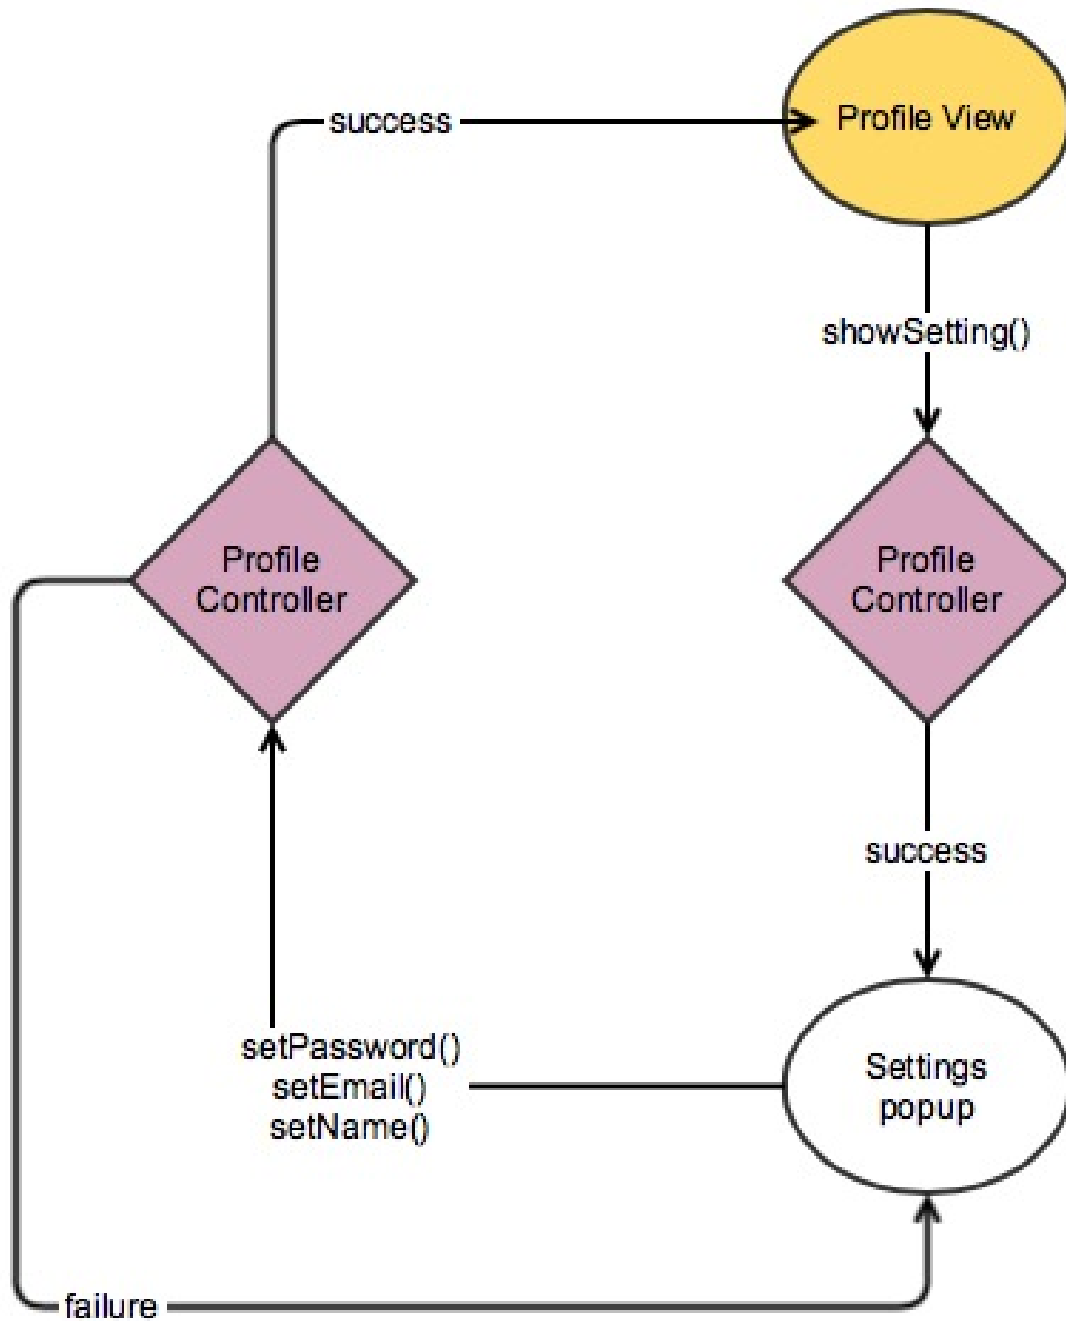 success
Profile View
showSetting()
Profile
Controller
Profile
Controller
success
setPassword()
setEmail()
setName()
Settings
popup
failure